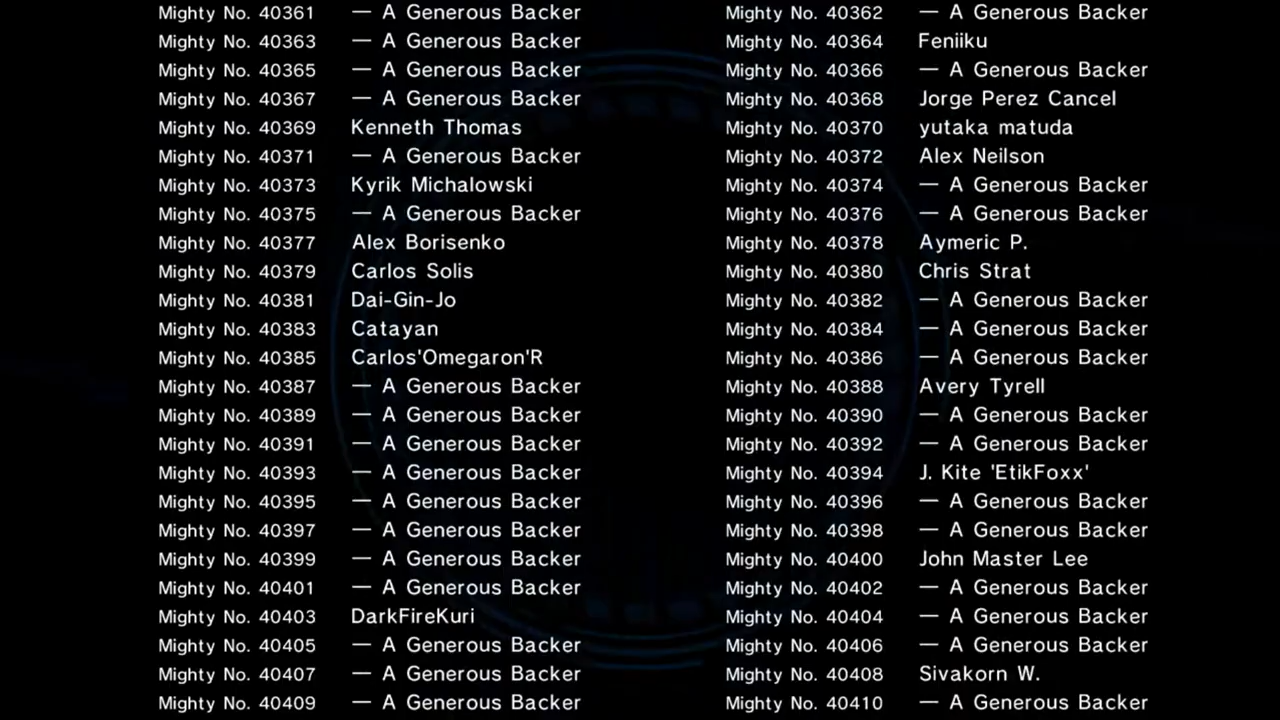 Mighty No. 40361 — A Generous Backer Mighty No. 40362 — A Generous Backer
Mighty No. 40363 — A Generous Backer Mighty No. 40364 Feniiku
Mighty No. 40365 — A Generous Backer Mighty No. 40366 — A Generous Backer
Mighty No. 40367 — A Generous Backer Mighty No. 40368 Jorge Perez Cancel
Mighty No. 40369 Kenneth Thomas Mighty No. 40370 yutaka matuda
Mighty No. 40371 — A Generous Backer Mighty No. 40372 Alex Neilson
Mighty No. 40373 Kyrik Michalowski Mighty No. 40374 — A Generous Backer
Mighty No. 40375 — A Generous Backer Mighty No. 40376 — A Generous Backer
Mighty No. 40377 Alex Borisenko Mighty No. 40378 Aymeric P.
Mighty No. 40379 Carlos Solis Mighty No. 40380 Chris Strat
Mighty No. 40381 Dai-Gin-Jo Mighty No. 40382 — A Generous Backer
Mighty No. 40383 Catayan Mighty No. 40384 — A Generous Backer
Mighty No. 40385 Carlos'Omegaron'R Mighty No. 40386 — A Generous Backer
Mighty No. 40387 — A Generous Backer Mighty No. 40388 Avery Tyrell
Mighty No. 40389 — A Generous Backer Mighty No. 40390 — A Generous Backer
Mighty No. 40391 — A Generous Backer Mighty No. 40392 — A Generous Backer
Mighty No. 40393 — A Generous Backer Mighty No. 40394 J. Kite 'EtikFoxx'
Mighty No. 40395 — A Generous Backer Mighty No. 40396 — A Generous Backer
Mighty No. 40397 — A Generous Backer Mighty No. 40398 — A Generous Backer
Mighty No. 40399 — A Generous Backer Mighty No. 40400 John Master Lee
Mighty No. 40401 — A Generous Backer Mighty No. 40402 — A Generous Backer
Mighty No. 40403 DarkFireKuri Mighty No. 40404 — A Generous Backer
Mighty No. 40405 — A Generous Backer Mighty No. 40406 — A Generous Backer
Mighty No. 40407 — A Generous Backer Mighty No. 40408 Sivakorn W.
Mighty No. 40409 — A Generous Backer Mighty No. 40410 — A Generous Backer